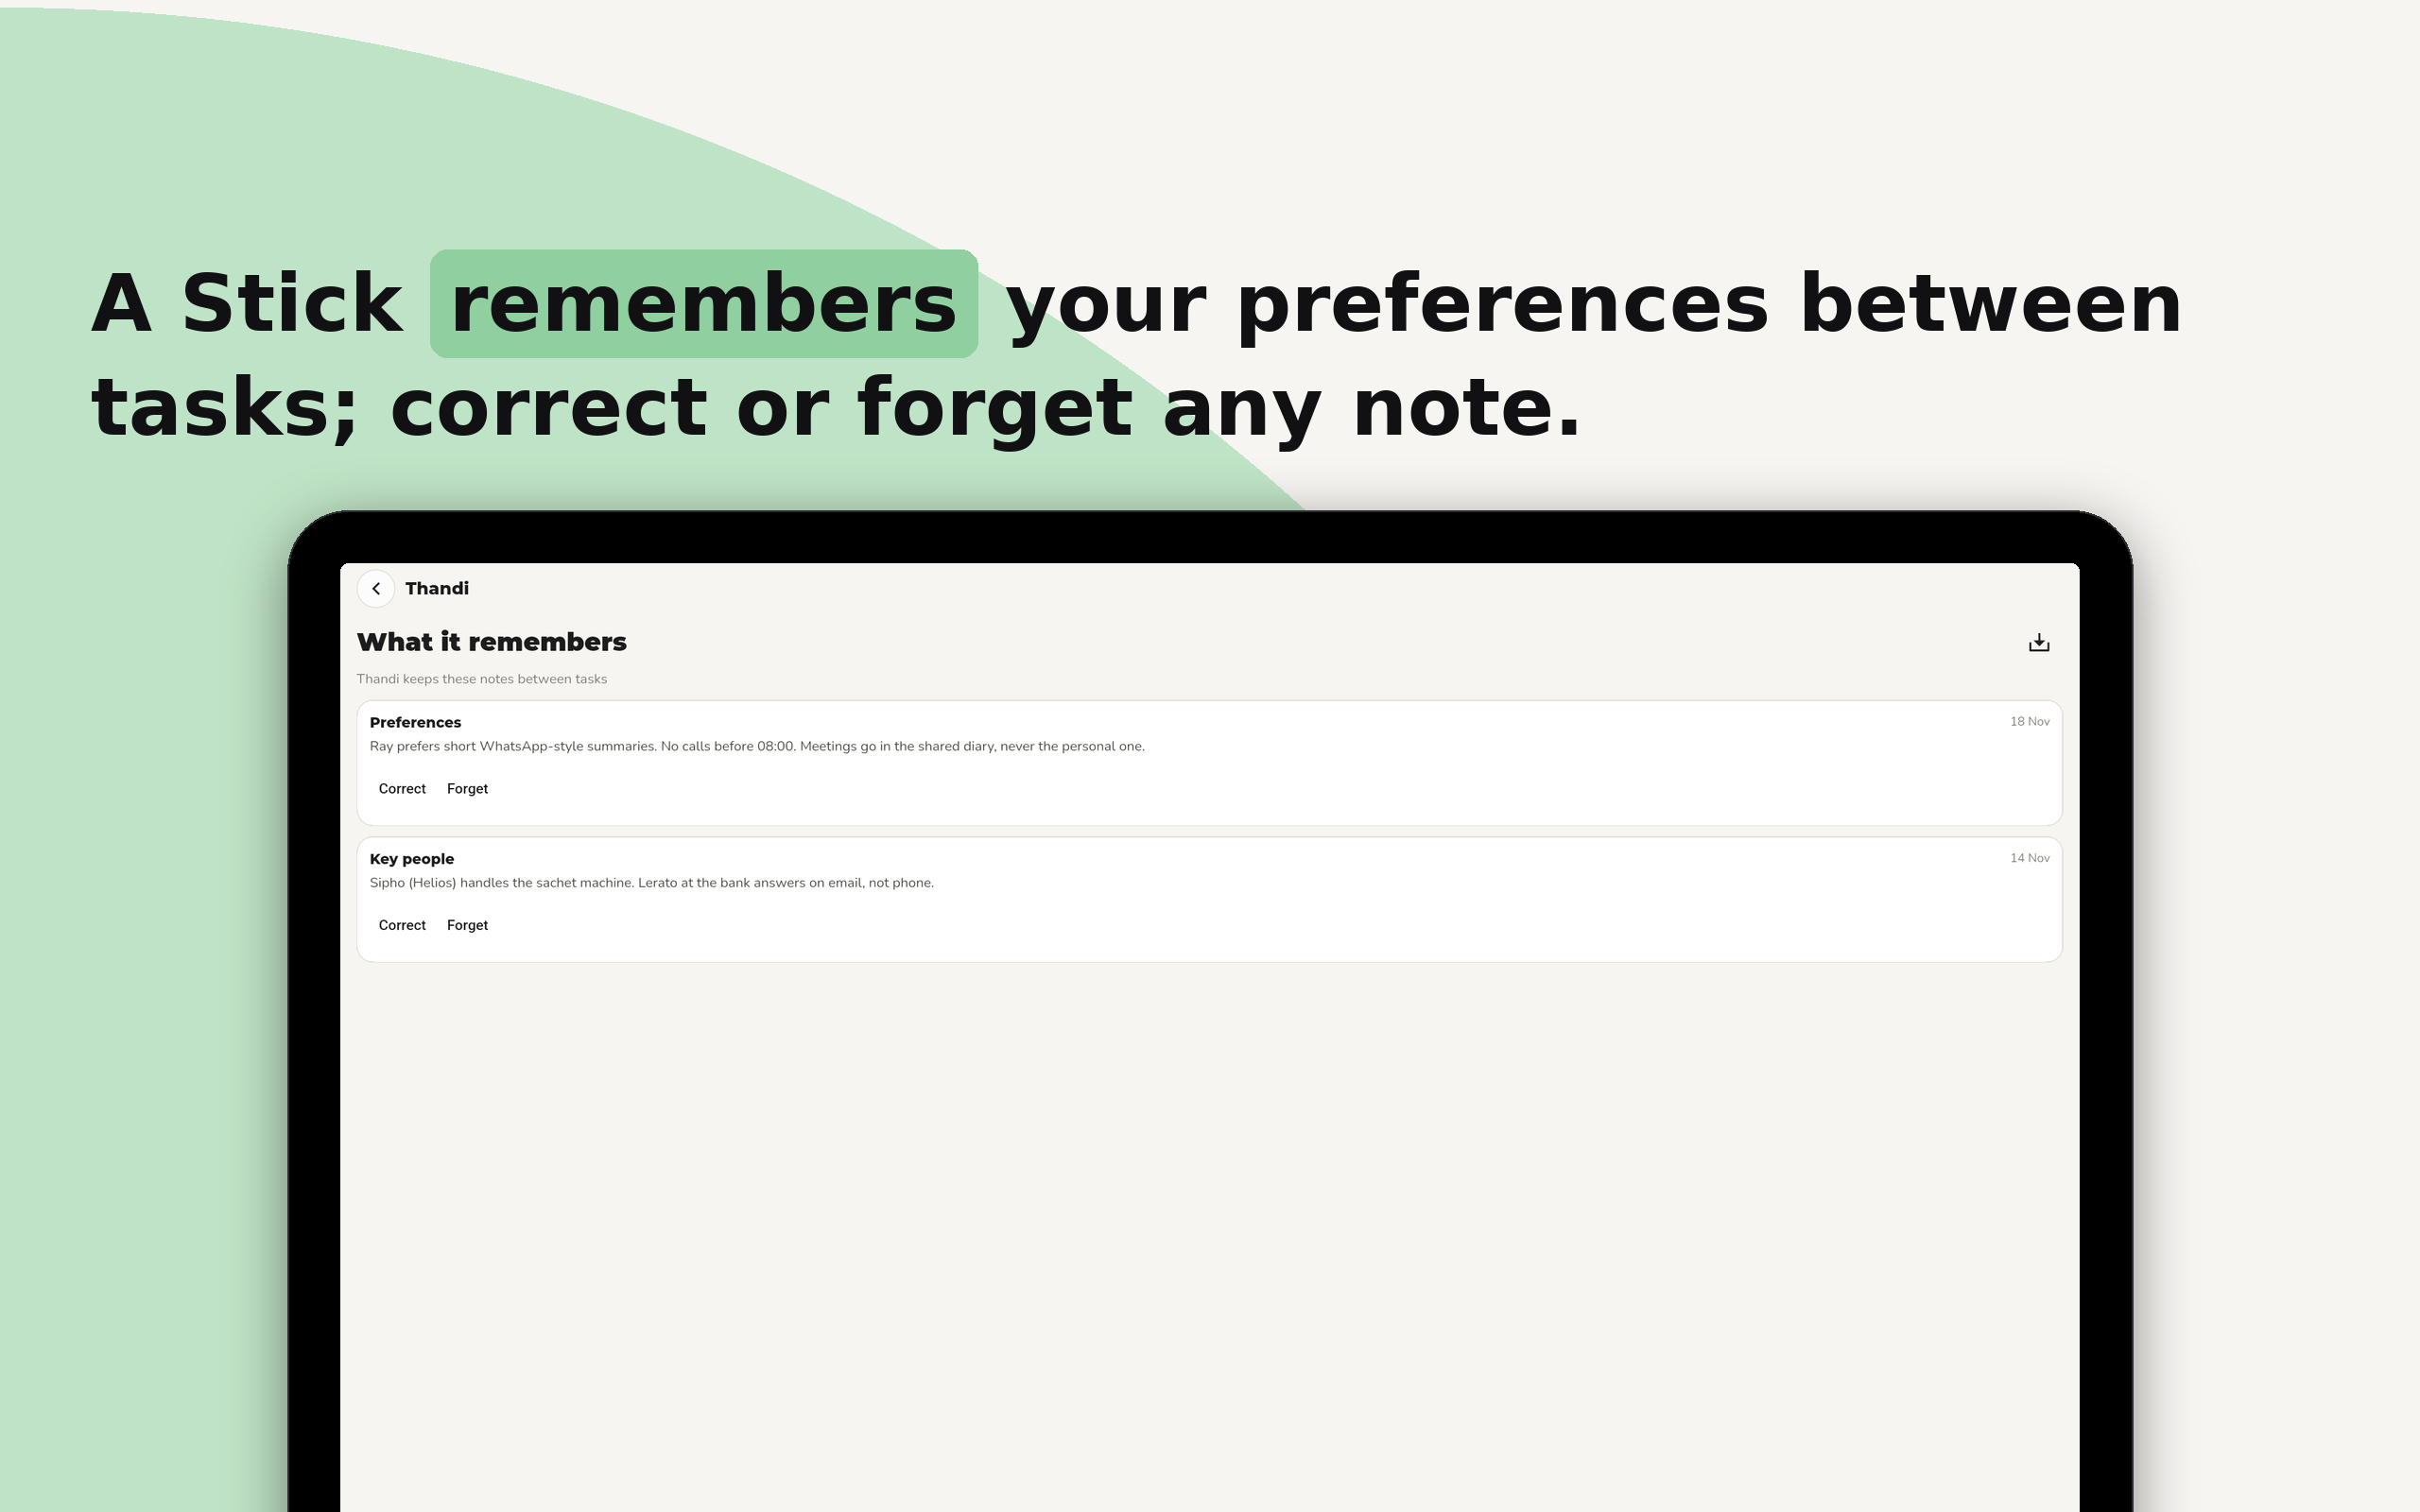 A Stick remembers your preferences between
tasks; correct or forget any note.
Thandi
What it remembers
Thandi keeps these notes between tasks
Preferences
18 Nov
Ray prefers short WhatsApp-style summaries. No calls before 08:00. Meetings go in the shared diary, never the personal one.
Correct Forget
Key people
14 Nov
Sipho (Helios) handles the sachet machine. Lerato at the bank answers on email, not phone.
Correct Forget